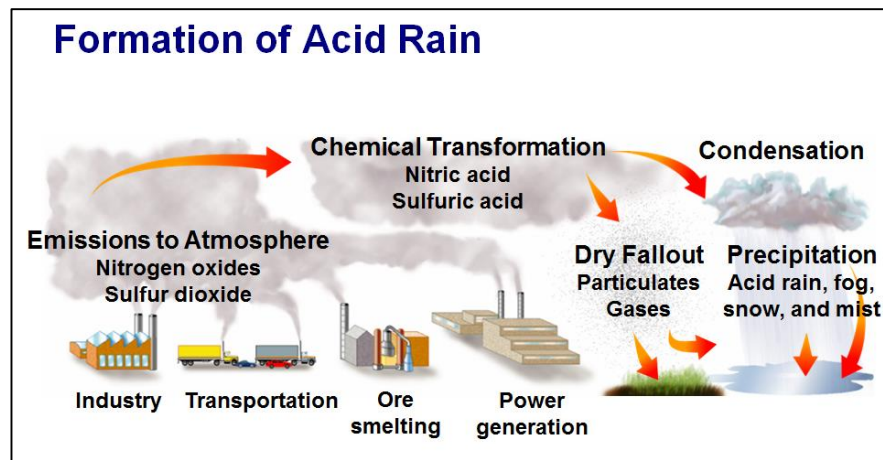 Formation of Acid Rain
Chemical Transformation
Nitric acid
Sulfuric acid
Condensation
Emissions to Atmosphere
Nitrogen oxides
Sulfur dioxide
Dry Fallout
Particulates
Gases
Precipitation
Acid rain, fog,
snow, and mist
Industry
Transportation
Ore
smelting
Power
generation